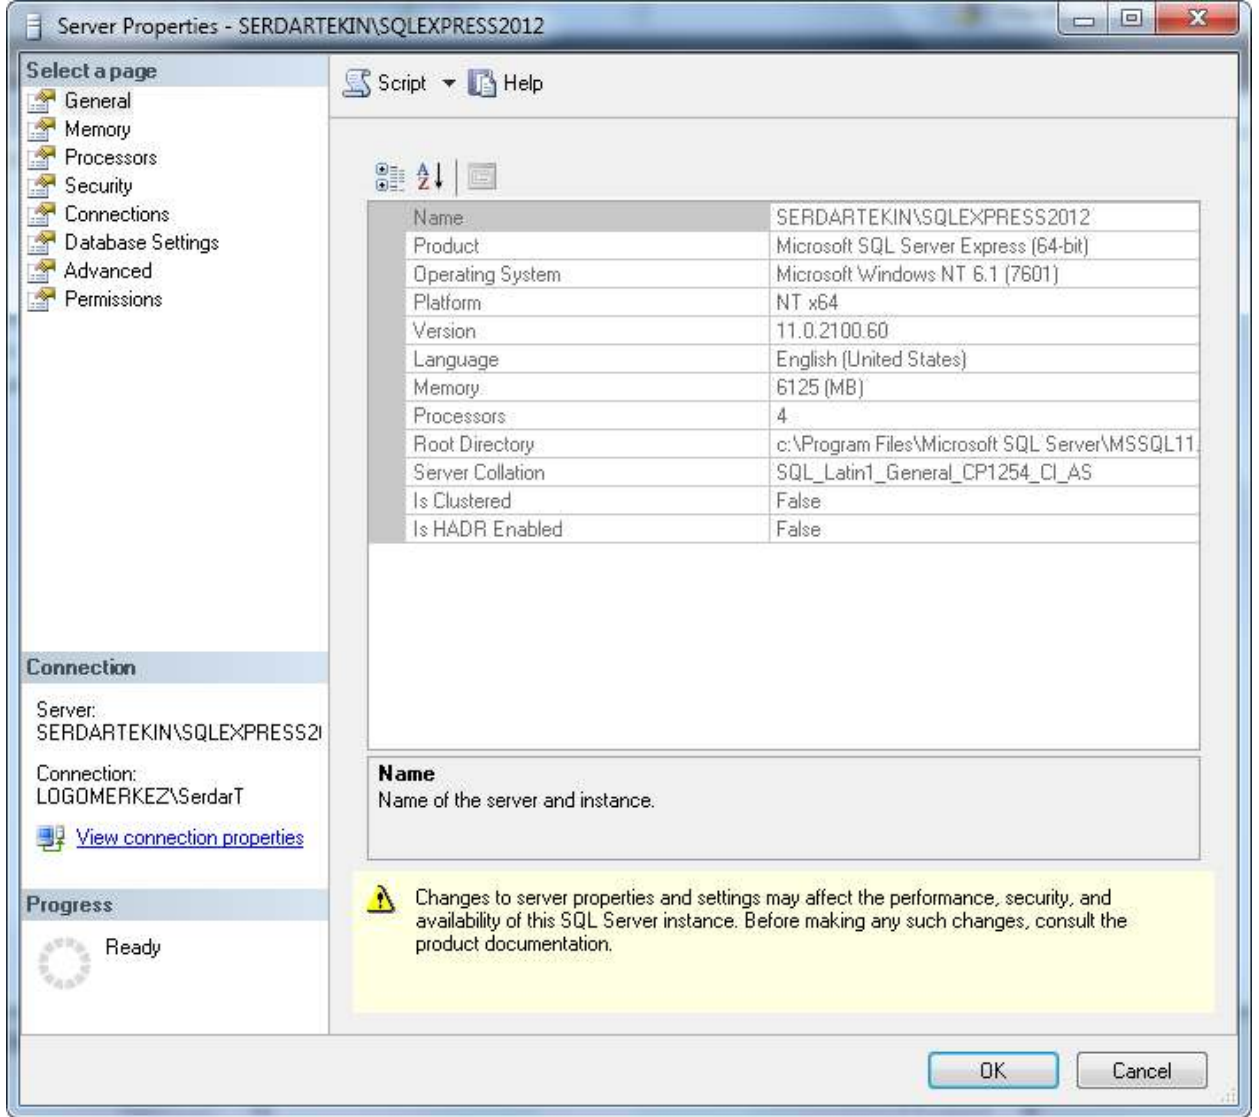 Server Properties - SERDARTEKIN\SQLEXPRESS2012
Select a page
General
Memory
Processors
Security
Connections
Database Settings
Advanced
Permissions
Connection
Server:
SERDARTEKIN\SQLEXPRESS20
Connection:
LOGOMERKEZ\SerdarT
View connection properties
Progress
Ready
Script Help
Name SERDARTEKIN\SQLEXPRESS2012
Product Microsoft SQL Server Express (64-bit)
Operating System Microsoft Windows NT 6.1 (7601)
Platform NT x64
Version 11.0.2100.60
Language English (United States)
Memory 6125 (MB)
Processors 4
Root Directory c:\Program Files\Microsoft SQL Server\MSSQL11.
Server Collation SQL_Latin1_General_CP1254_CI_AS
Is Clustered False
Is HADR Enabled False
Name
Name of the server and instance.
Changes to server properties and settings may affect the performance, security, and
availability of this SQL Server instance. Before making any such changes, consult the
product documentation.
OK Cancel